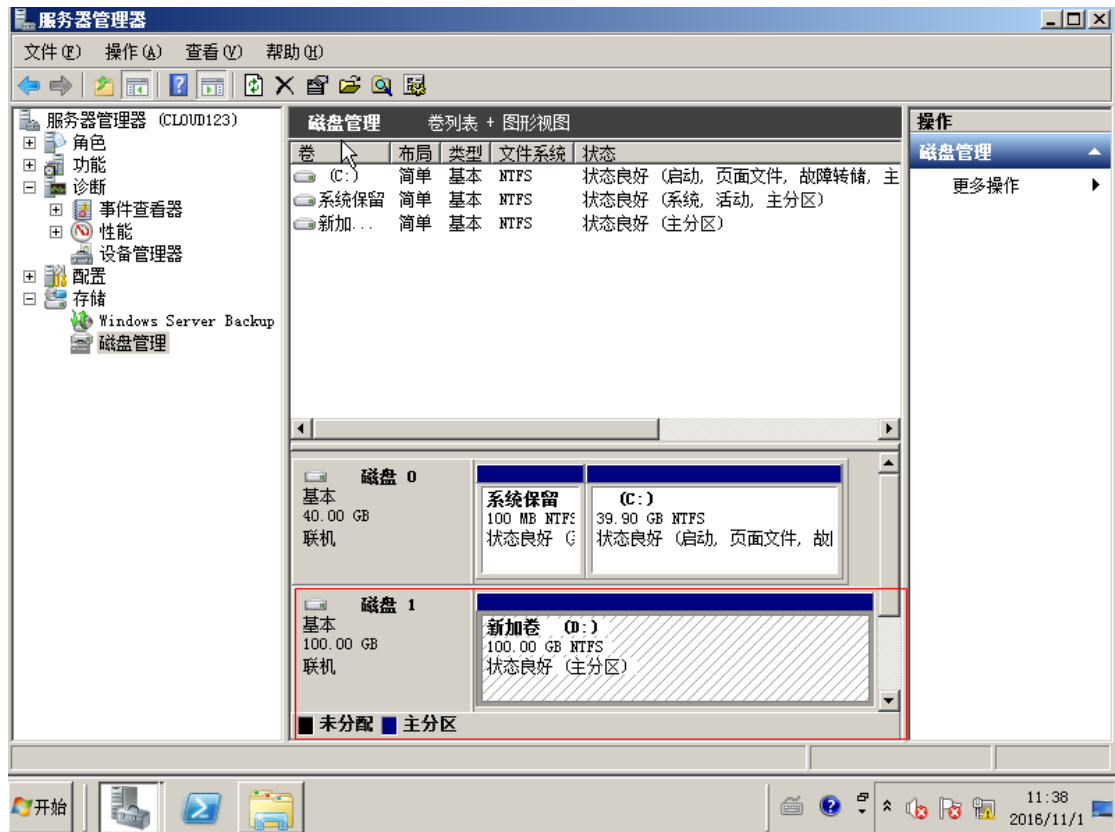 服务器管理器
文件(F) 操作(A) 查看(V) 帮助(H)
服务器管理器 (CLOUD123)
角色
功能
诊断
事件查看器
性能
设备管理器
配置
存储
Windows Server Backup
磁盘管理
磁盘管理 卷列表 + 图形视图
卷 布局 类型 文件系统 状态
(C:) 简单 基本 NTFS 状态良好 (启动, 页面文件, 故障转储, 主
系统保留 简单 基本 NTFS 状态良好 (系统, 活动, 主分区)
新加... 简单 基本 NTFS 状态良好 (主分区)
磁盘 0
基本
40.00 GB
联机
系统保留
100 MB NTFS
状态良好 (
(C:)
39.90 GB NTFS
状态良好 (启动, 页面文件, 故
磁盘 1
基本
100.00 GB
联机
新加卷 (D:)
100.00 GB NTFS
状态良好 (主分区)
未分配 主分区
操作
磁盘管理
更多操作
开始
11:38
2016/11/1